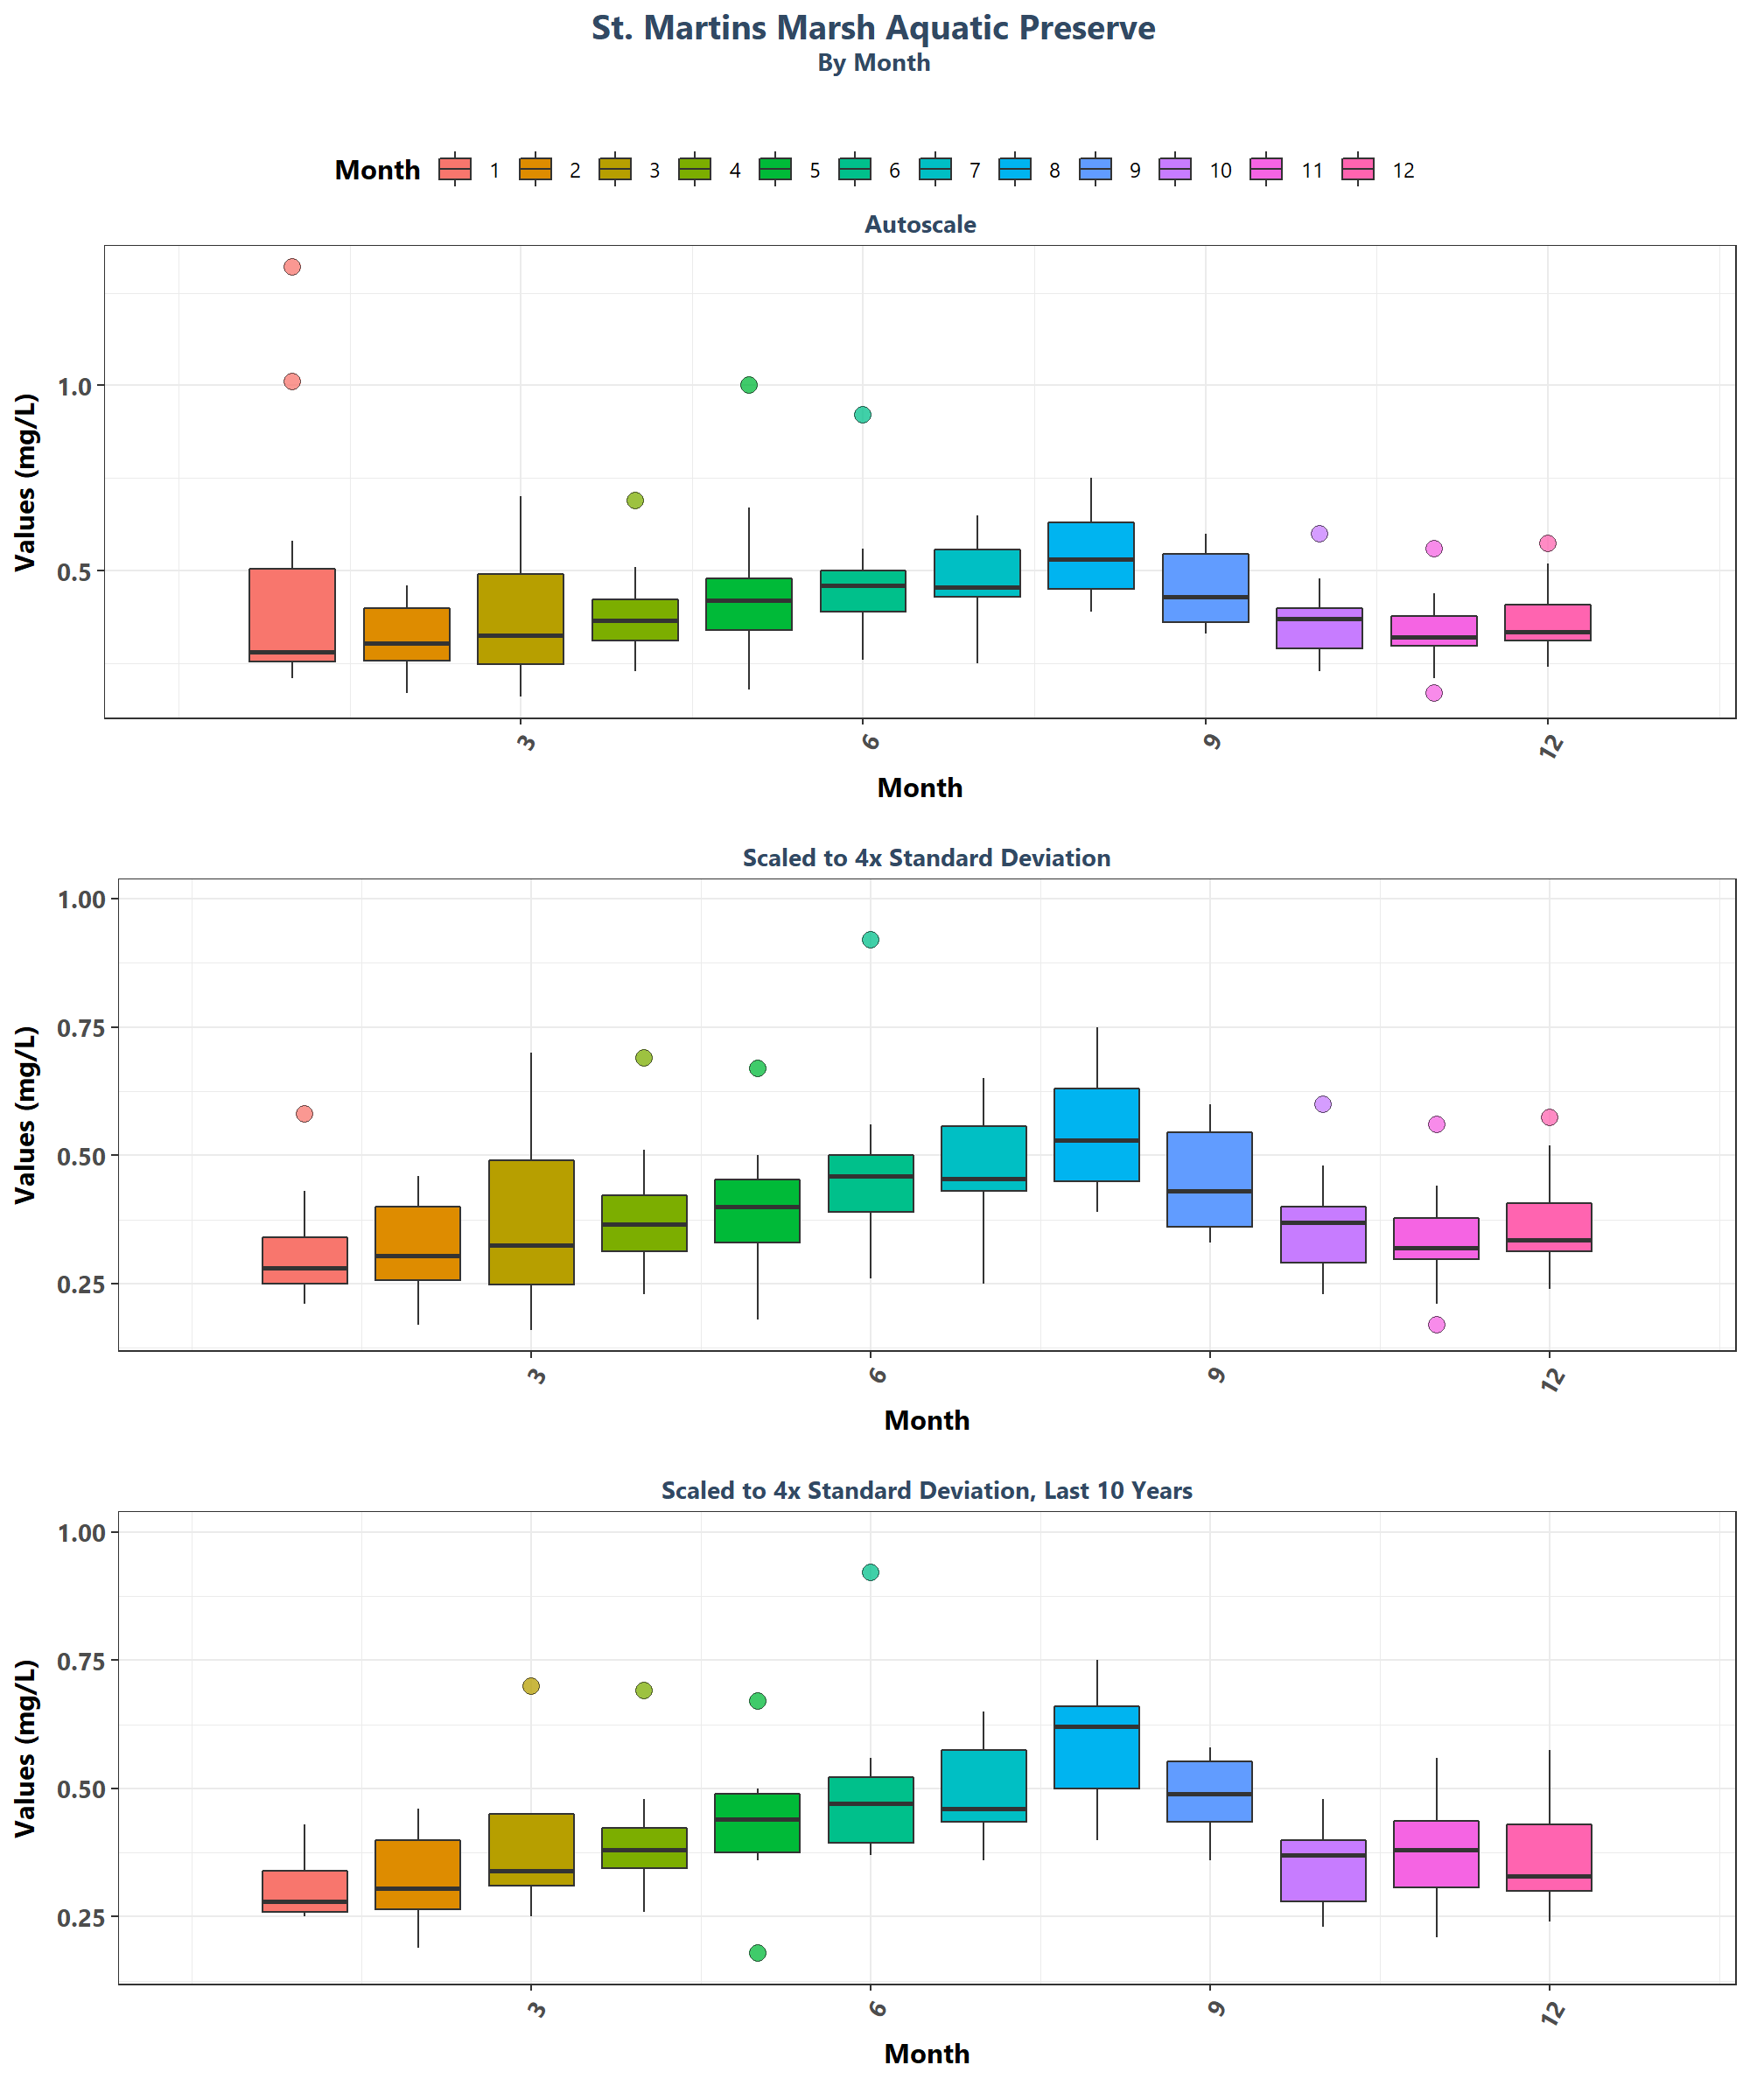 St. Martins Marsh Aquatic Preserve
By Month
Month 1 2 3 4 5 6 7 8 9 10 11 12
Autoscale
Values (mg/L)
1.0
0.5
3 6 9 12
Month
Scaled to 4x Standard Deviation
Values (mg/L)
1.00
0.75
0.50
0.25
3 6 9 12
Month
Scaled to 4x Standard Deviation, Last 10 Years
Values (mg/L)
1.00
0.75
0.50
0.25
3 6 9 12
Month